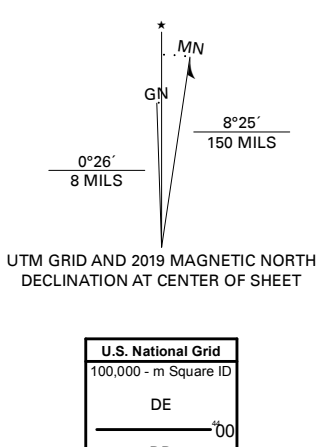 ★
MN
GN
8°25´
150 MILS
0°26´
8 MILS
UTM GRID AND 2019 MAGNETIC NORTH
DECLINATION AT CENTER OF SHEET
U.S. National Grid
100,000 - m Square ID
DE
⁴⁴00